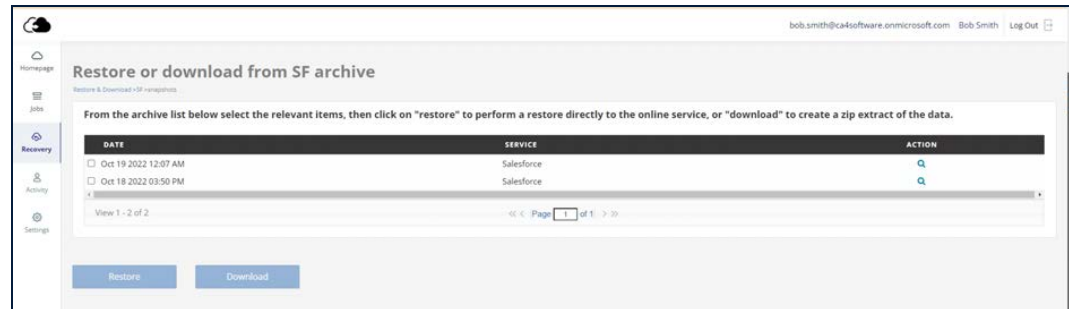 bob.smith@ca4software.onmicrosoft.com Bob Smith Log Out
Homepage
Jobs
Recovery
Activity
Settings
Restore or download from SF archive
Restore & Download »SF »snapshots
From the archive list below select the relevant items, then click on "restore" to perform a restore directly to the online service, or "download" to create a zip extract of the data.
DATE SERVICE ACTION
Oct 19 2022 12:07 AM Salesforce
Oct 18 2022 03:50 PM Salesforce
View 1 - 2 of 2 Page 1 of 1
Restore Download